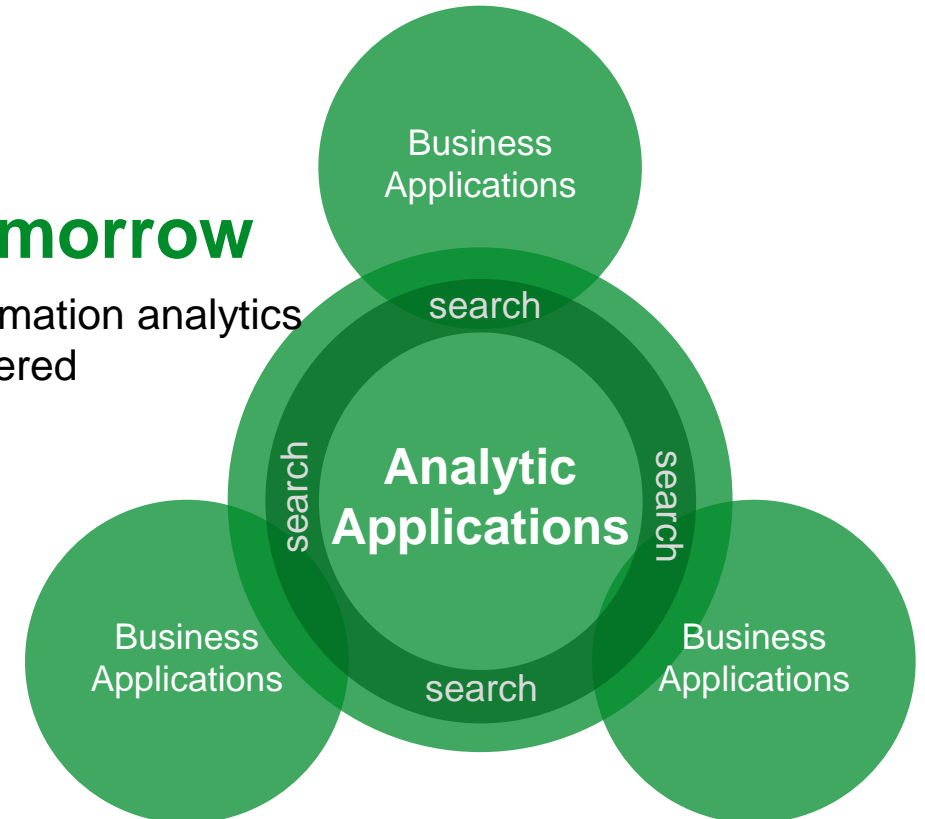 Business
Applications
morrow
mation analytics
ered
search
search
Analytic
Applications
search
Business
Applications
search
Business
Applications